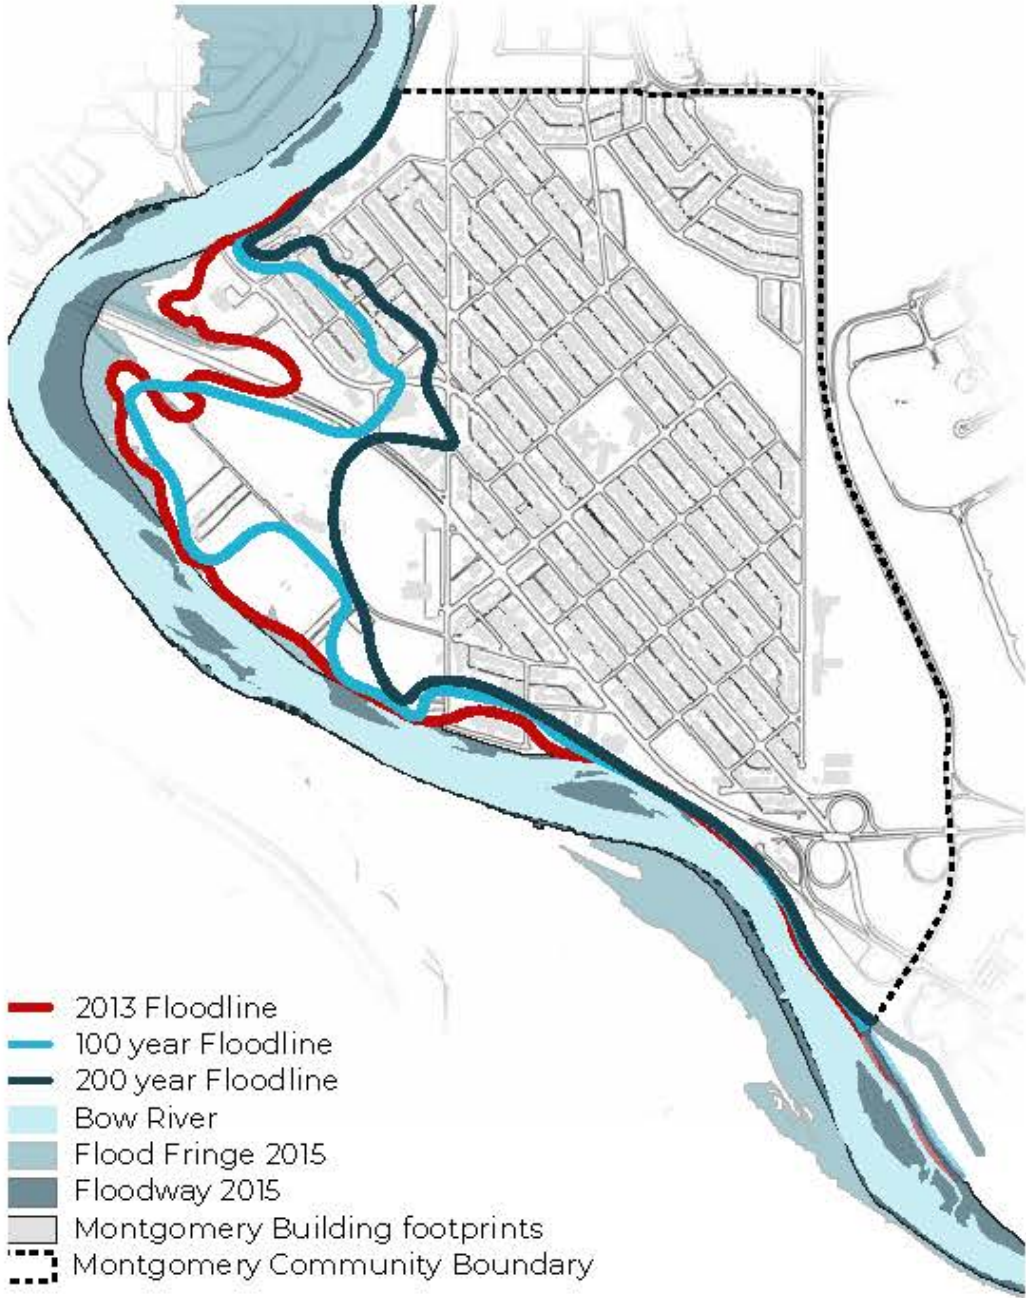 2013 Floodline
100 year Floodline
200 year Floodline
Bow River
Flood Fringe 2015
Floodway 2015
Montgomery Building footprints
Montgomery Community Boundary